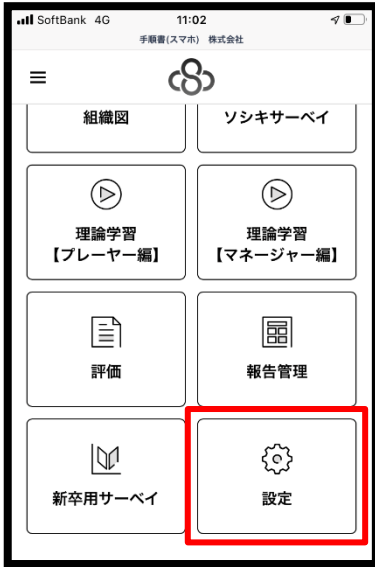 SoftBank 4G 11:02
手順書(スマホ) 株式会社
組織図 ソシキサーベイ
理論学習 理論学習
【プレーヤー編】 【マネージャー編】
評価 報告管理
新卒用サーベイ 設定